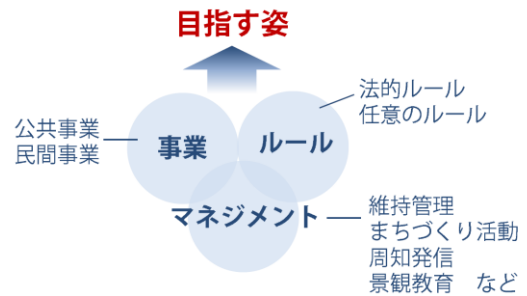 目指す姿
法的ルール
任意のルール
公共事業
民間事業
事業
ルール
マネジメント
維持管理
まちづくり活動
周知発信
景観教育　など